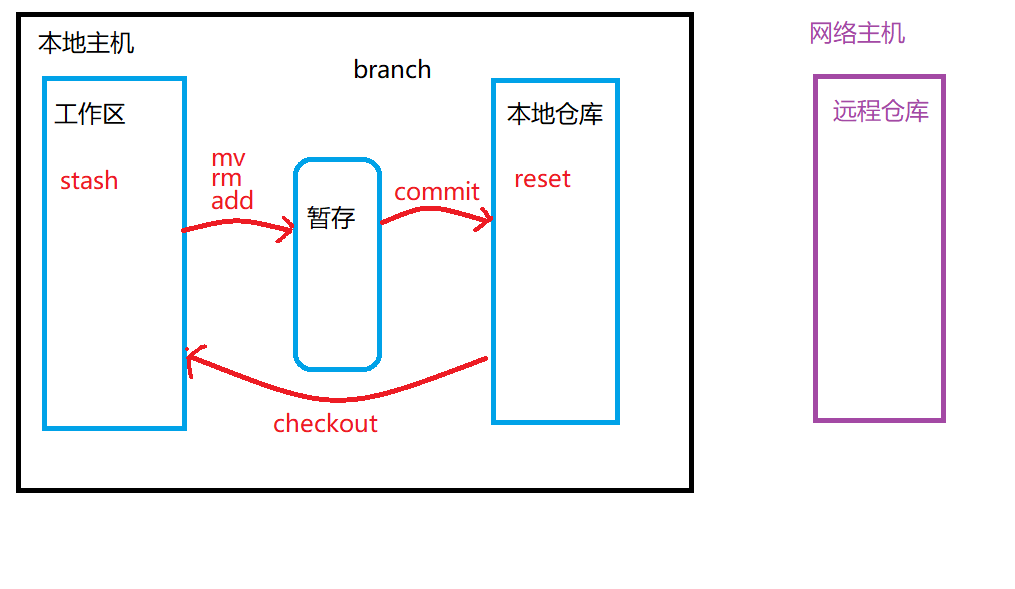 本地主机
网络主机
branch
工作区
本地仓库
远程仓库
stash
mv
rm
add
commit
reset
暂存
checkout